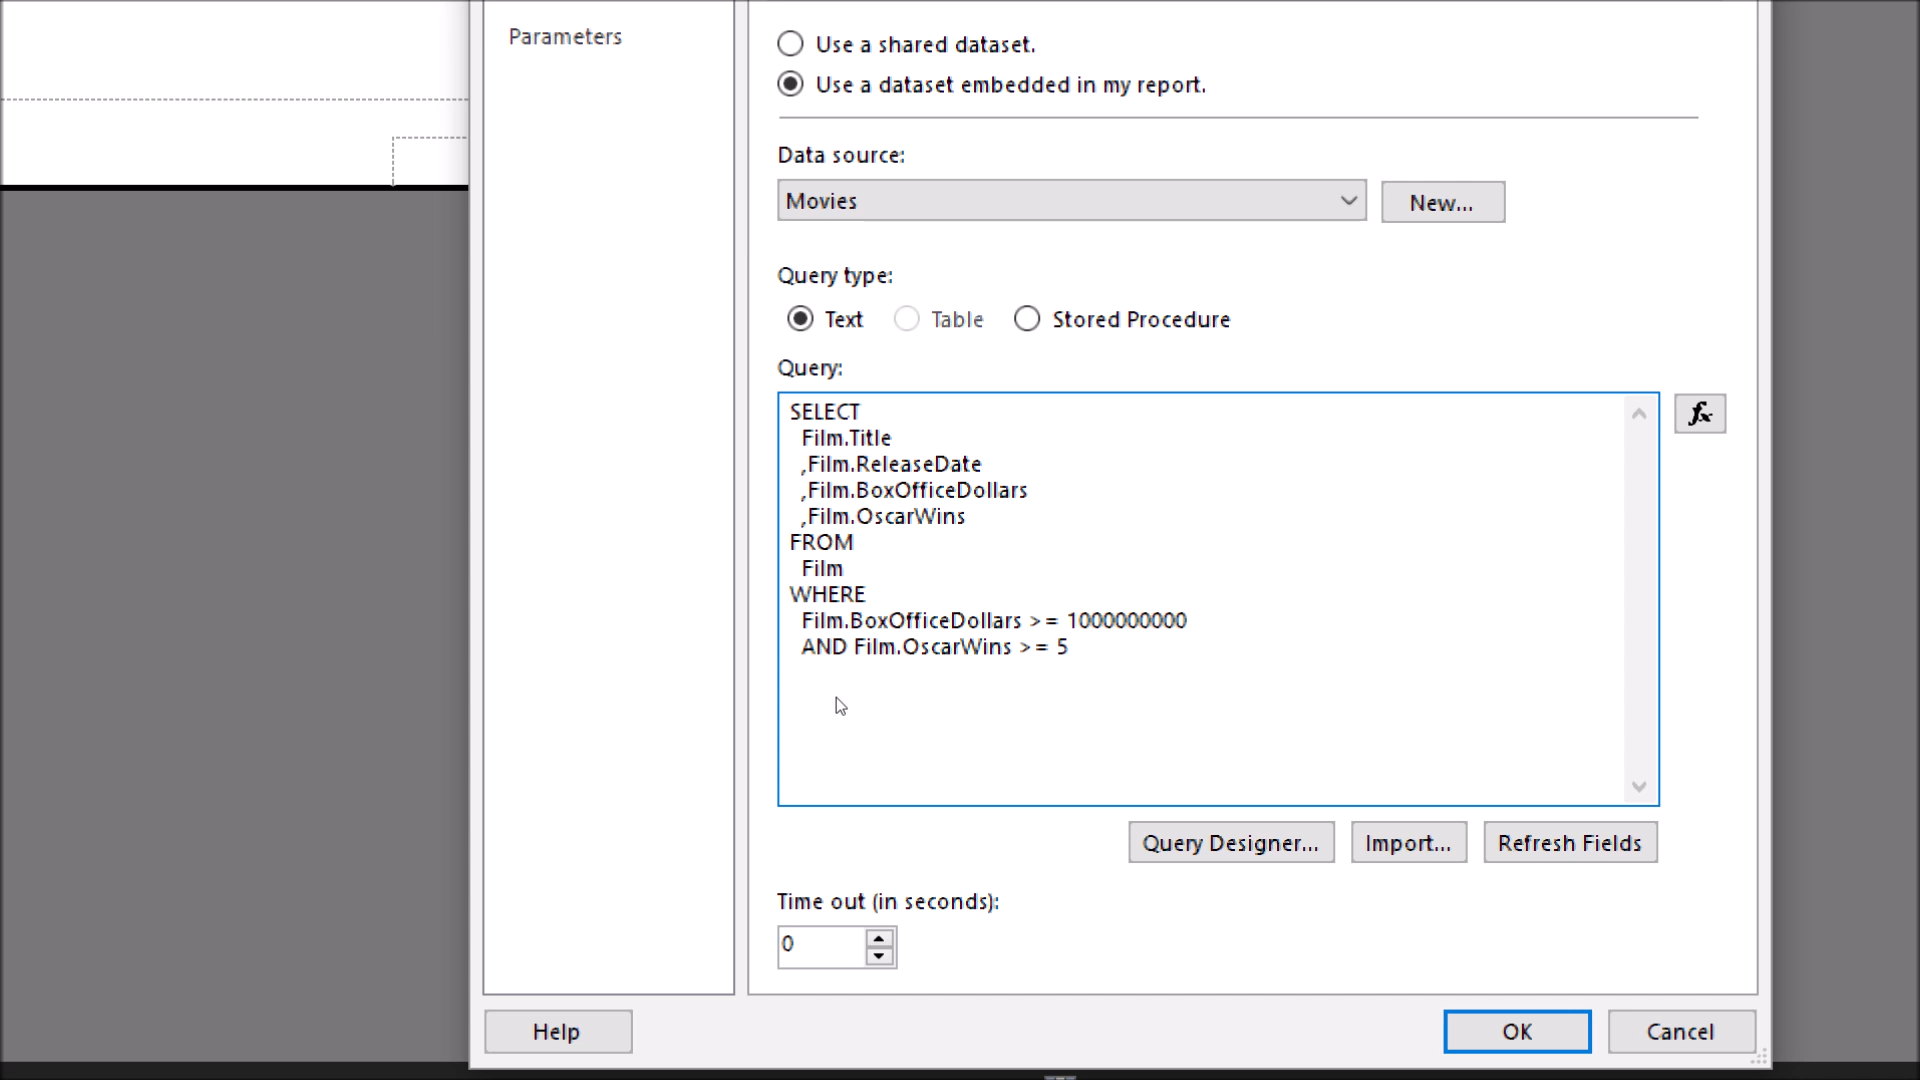 Parameters
Use a shared dataset.
Use a dataset embedded in my report.
Data source:
Movies
New...
Query type:
Text
Table
Stored Procedure
Query:
SELECT
Film.Title
,Film.ReleaseDate
,Film.BoxOfficeDollars
,Film.OscarWins
FROM
Film
WHERE
Film.BoxOfficeDollars >= 1000000000
AND Film.OscarWins >= 5
fx
Query Designer...
Import...
Refresh Fields
Time out (in seconds):
0
Help
OK
Cancel